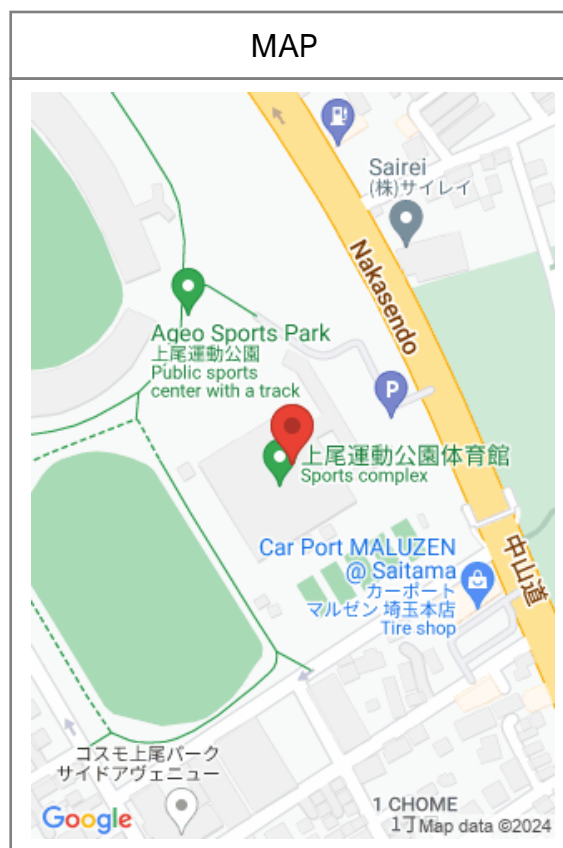 MAP
Sairei
(株)サイレイ
Nakasendo
Ageo Sports Park
上尾運動公園
Public sports
center with a track
P
上尾運動公園体育館
Sports complex
Car Port MALUZEN
@ Saitama
カーポート
マルゼン 埼玉本店
Tire shop
中山道
コスモ上尾パーク
サイドアヴェニュー
1 CHOME
1丁
Google
Map data ©2024